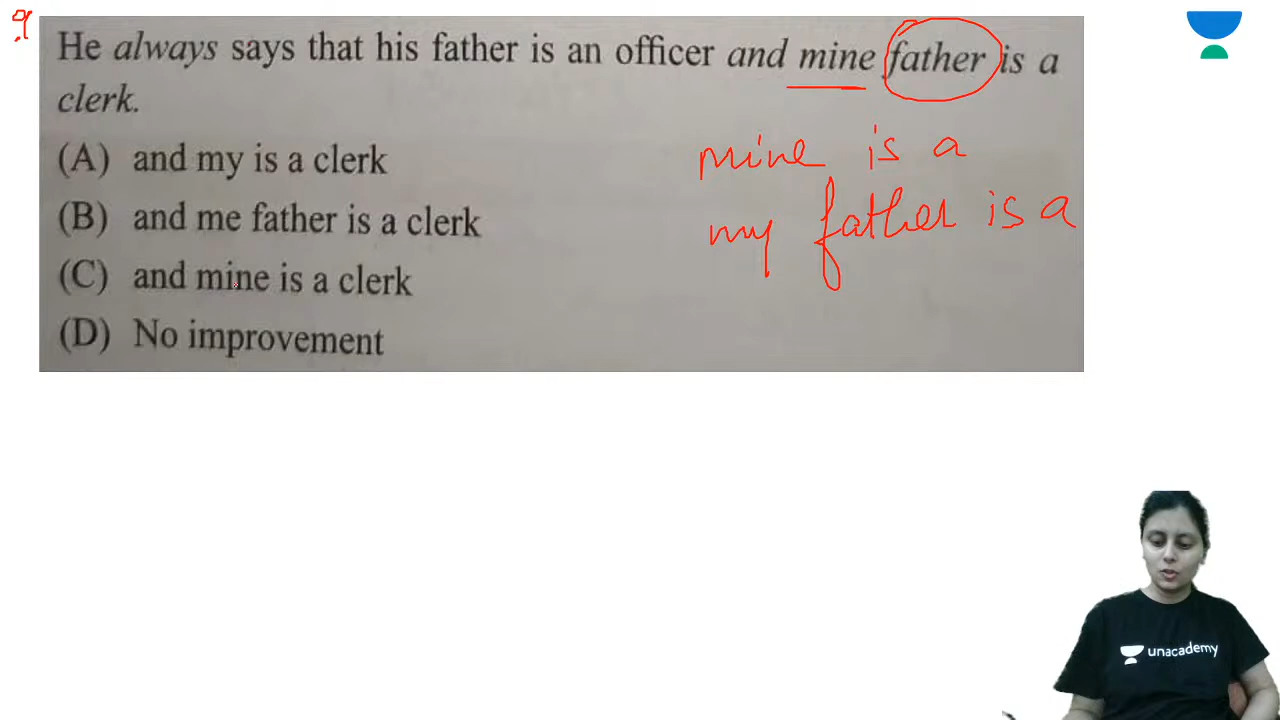 9.
He always says that his father is an officer and mine father is a
clerk.
(A) and my is a clerk
(B) and me father is a clerk
(C) and mine is a clerk
(D) No improvement
mine is a
my father is a
unacademy